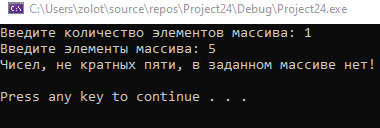 C:\Users\zolot\source\repos\Project24\Debug\Project24.exe
Введите количество элементов массива: 1
Введите элементы массива: 5
Чисел, не кратных пяти, в заданном массиве нет!
Press any key to continue . . .